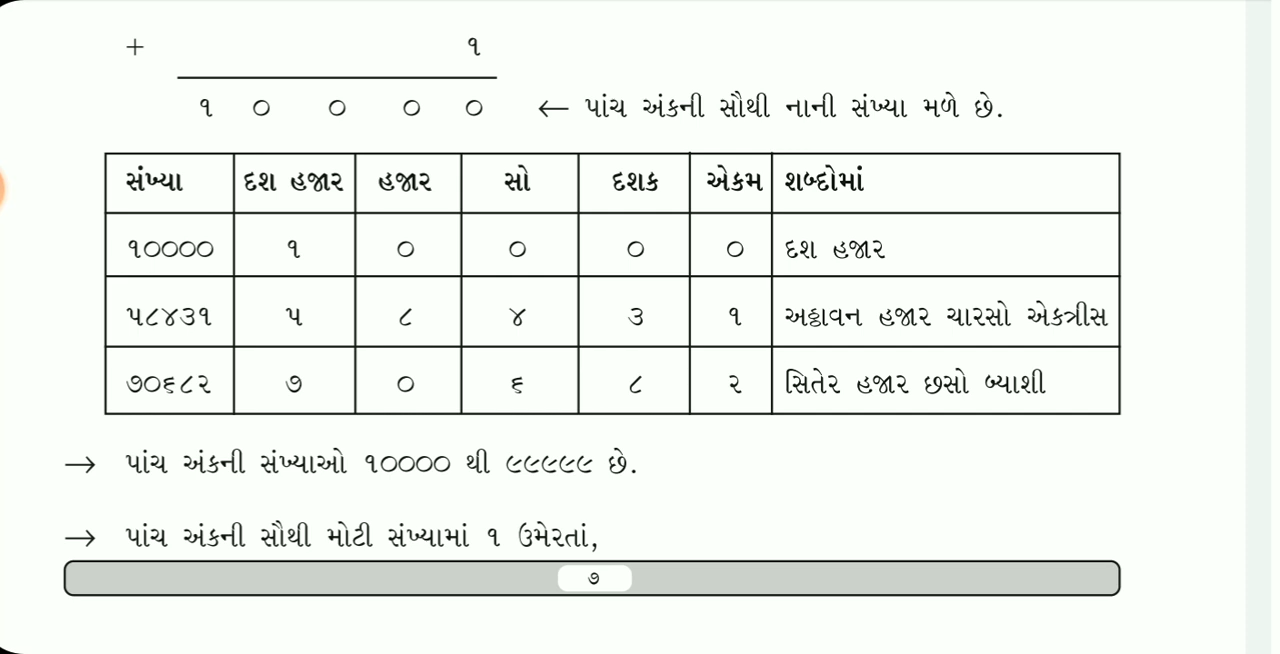 + ૧
૧ ૦ ૦ ૦ ૦ ← પાંચ અંકની સૌથી નાની સંખ્યા મળે છે.
સંખ્યા દશ હજાર હજાર સો દશક એકમ શબ્દોમાં
૧૦૦૦૦ ૧ ૦ ૦ ૦ ૦ દશ હજાર
૫૮૪૩૧ ૫ ૮ ૪ ૩ ૧ અઠ્ઠાવન હજાર ચારસો એકત્રીસ
૭૦૬૮૨ ૭ ૦ ૬ ૮ ૨ સિતેર હજાર છસો બ્યાશી
→ પાંચ અંકની સંખ્યાઓ ૧૦૦૦૦ થી ૯૯૯૯૯ છે.
→ પાંચ અંકની સૌથી મોટી સંખ્યામાં ૧ ઉમેરતાં,
૭